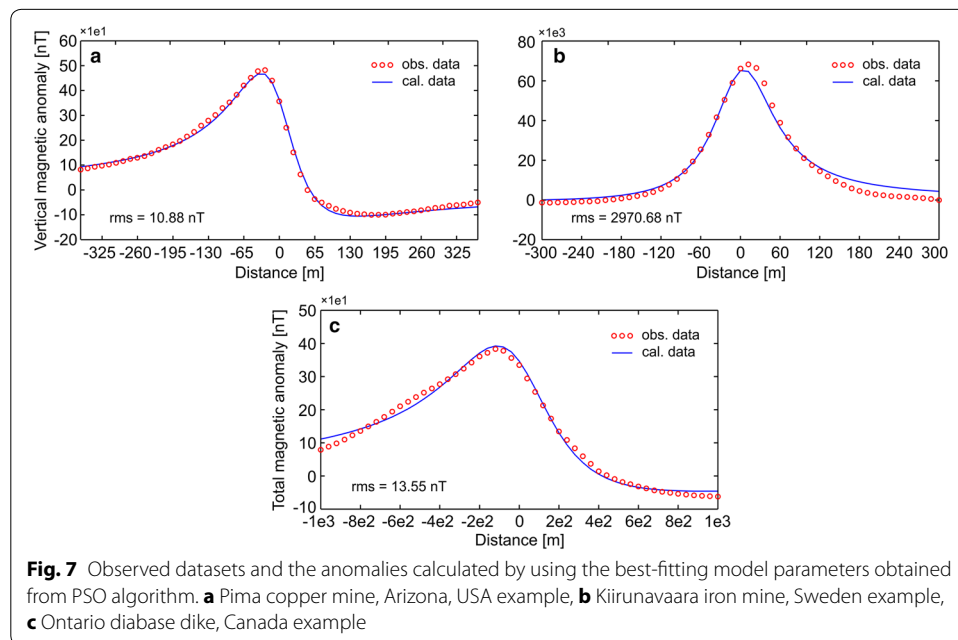 ×1e1
60
50
40
30
20
10
0
-10
-20
Vertical magnetic anomaly [nT]
a
obs. data
cal. data
rms = 10.88 nT
-325 -260 -195 -130 -65 0 65 130 195 260 325
Distance [m]
×1e3
80
60
40
20
0
-20
b
obs. data
cal. data
rms = 2970.68 nT
-300 -240 -180 -120 -60 0 60 120 180 240 300
Distance [m]
×1e1
50
40
30
20
10
0
-10
Total magnetic anomaly [nT]
c
obs. data
cal. data
rms = 13.55 nT
-1e3 -8e2 -6e2 -4e2 -2e2 0 2e2 4e2 6e2 8e2 1e3
Distance [m]
Fig. 7 Observed datasets and the anomalies calculated by using the best-fitting model parameters obtained
from PSO algorithm. a Pima copper mine, Arizona, USA example, b Kiirunavaara iron mine, Sweden example,
c Ontario diabase dike, Canada example